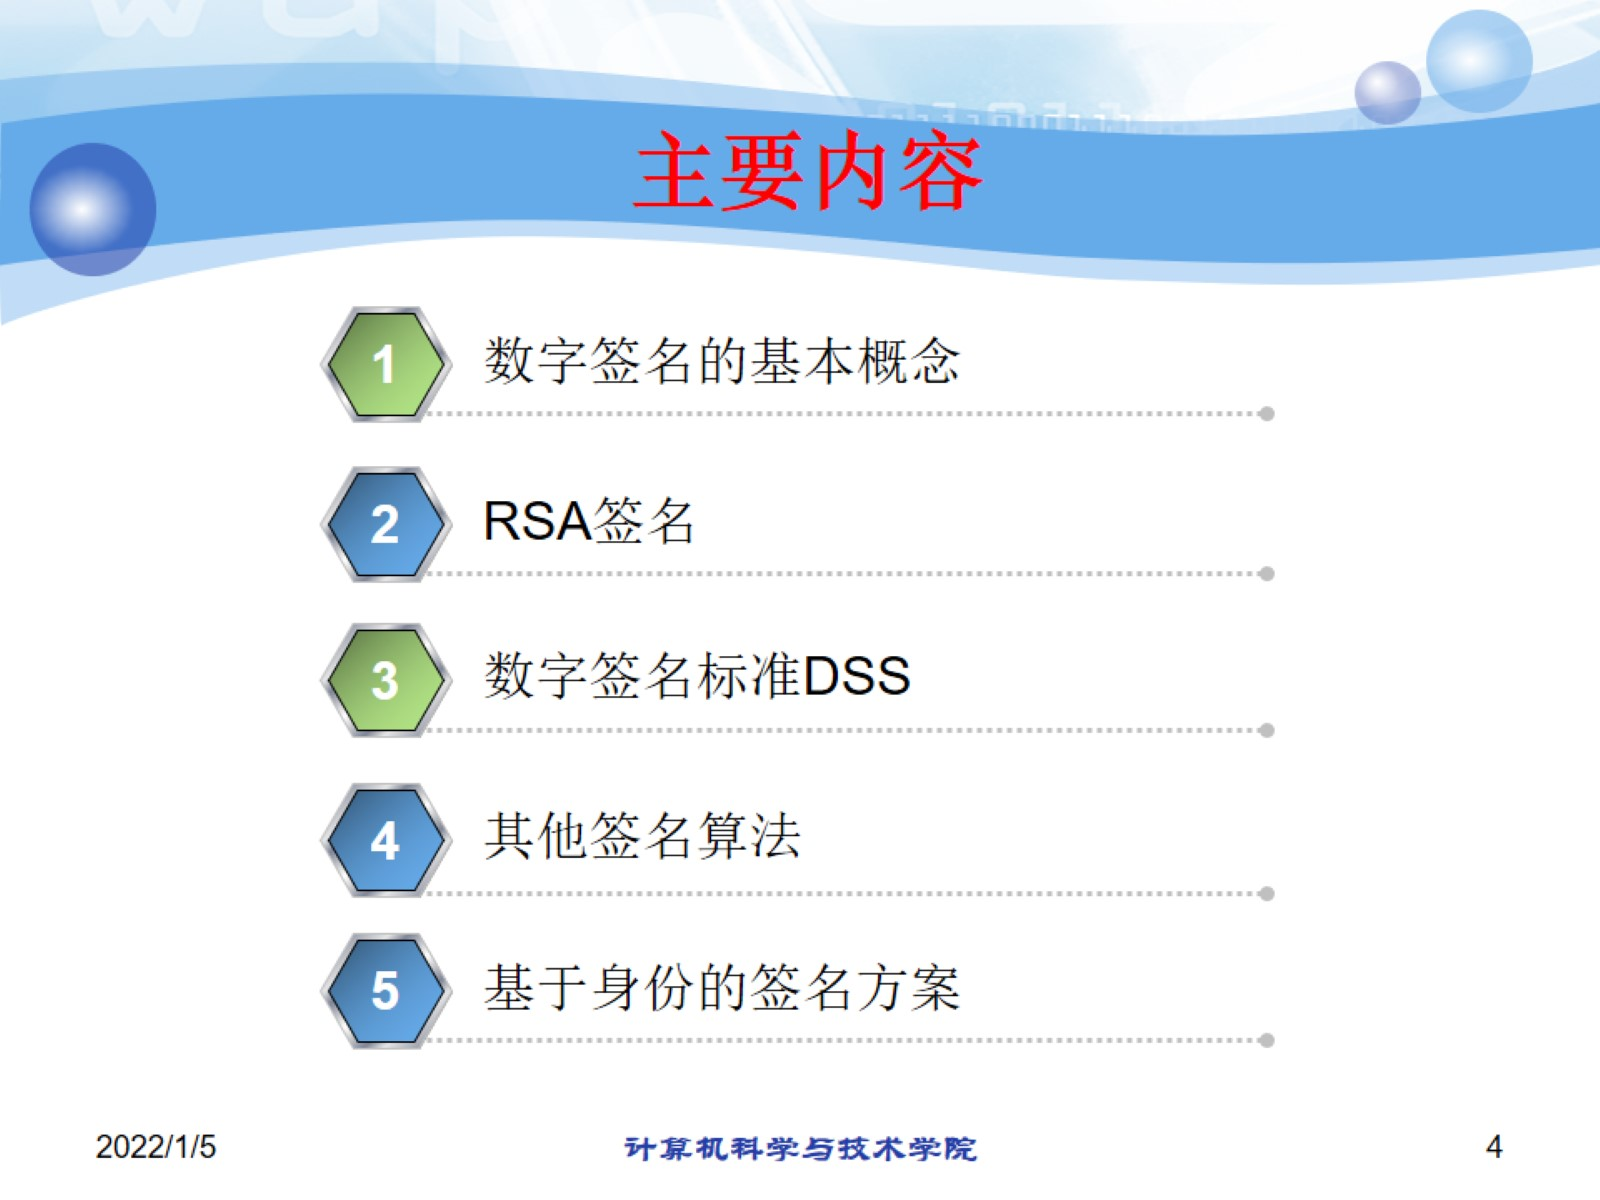 主要内容
1 数字签名的基本概念
2 RSA签名
3 数字签名标准DSS
4 其他签名算法
5 基于身份的签名方案
2022/1/5 计算机科学与技术学院 4